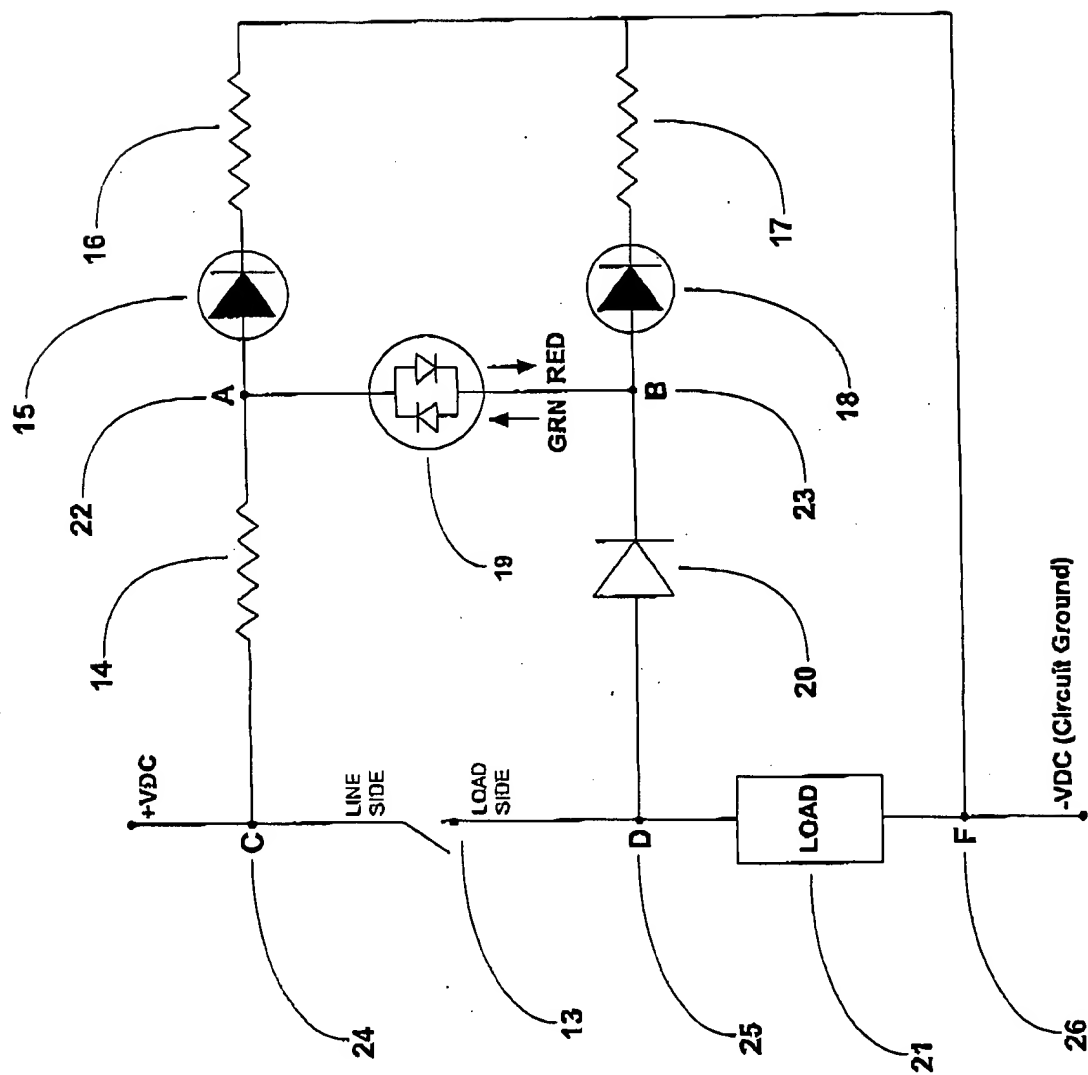 15
22
16
14
+VDC
A
C
LINE
SIDE
24
LOAD
SIDE
19
GRN RED
13
D
B
25
17
20
23
LOAD
18
21
F
-VDC (Circuit Ground)
26